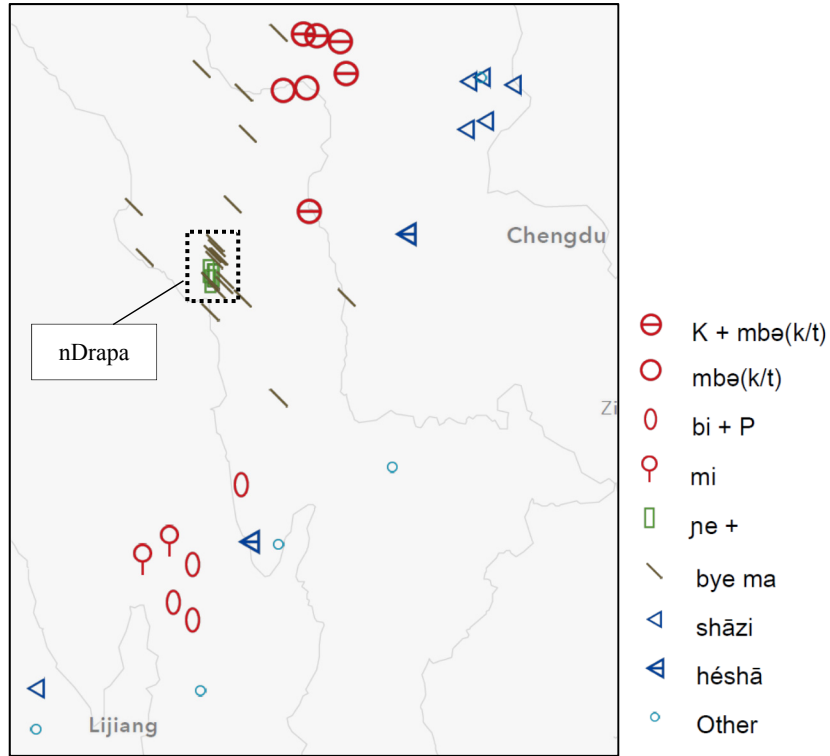 Chengdu
nDrapa
Zi
Lijiang
K + mbə(k/t)
mbə(k/t)
bi + P
mi
ɲe +
bye ma
shāzi
héshā
Other